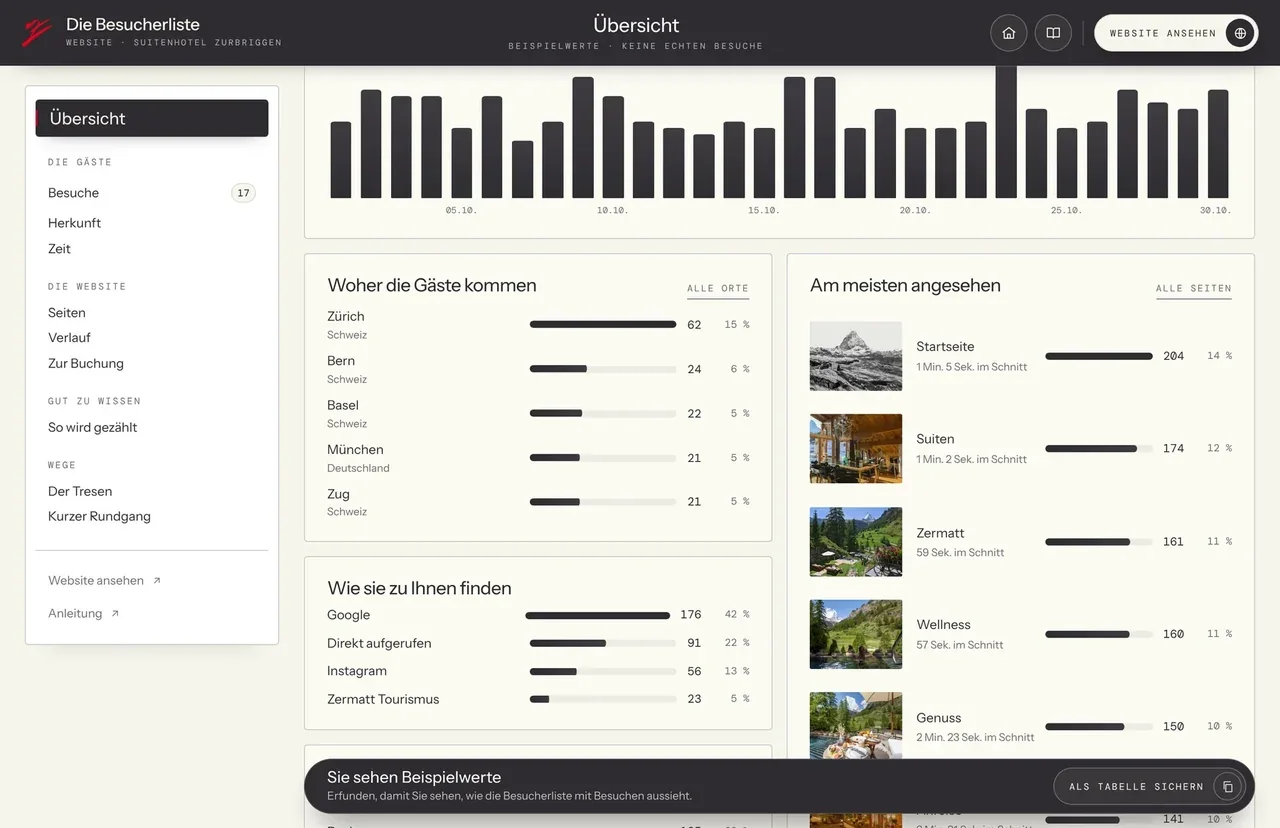 Die Besucherliste
WEBSITE · SUITENHOTEL ZURBRIGGEN
Übersicht
BEISPIELWERTE · KEINE ECHTEN BESUCHE
WEBSITE ANSEHEN
Übersicht
DIE GÄSTE
Besuche 17
Herkunft
Zeit
DIE WEBSITE
Seiten
Verlauf
Zur Buchung
GUT ZU WISSEN
So wird gezählt
WEGE
Der Tresen
Kurzer Rundgang
Website ansehen ↗
Anleitung ↗
05.10. 10.10. 15.10. 20.10. 25.10. 30.10.
Woher die Gäste kommen ALLE ORTE
Zürich 62 15 %
Schweiz
Bern 24 6 %
Schweiz
Basel 22 5 %
Schweiz
München 21 5 %
Deutschland
Zug 21 5 %
Schweiz
Wie sie zu Ihnen finden
Google 176 42 %
Direkt aufgerufen 91 22 %
Instagram 56 13 %
Zermatt Tourismus 23 5 %
Am meisten angesehen ALLE SEITEN
Startseite 204 14 %
1 Min. 5 Sek. im Schnitt
Suiten 174 12 %
1 Min. 2 Sek. im Schnitt
Zermatt 161 11 %
59 Sek. im Schnitt
Wellness 160 11 %
57 Sek. im Schnitt
Genuss 150 10 %
2 Min. 23 Sek. im Schnitt
141 10 %
Sie sehen Beispielwerte
Erfunden, damit Sie sehen, wie die Besucherliste mit Besuchen aussieht.
ALS TABELLE SICHERN